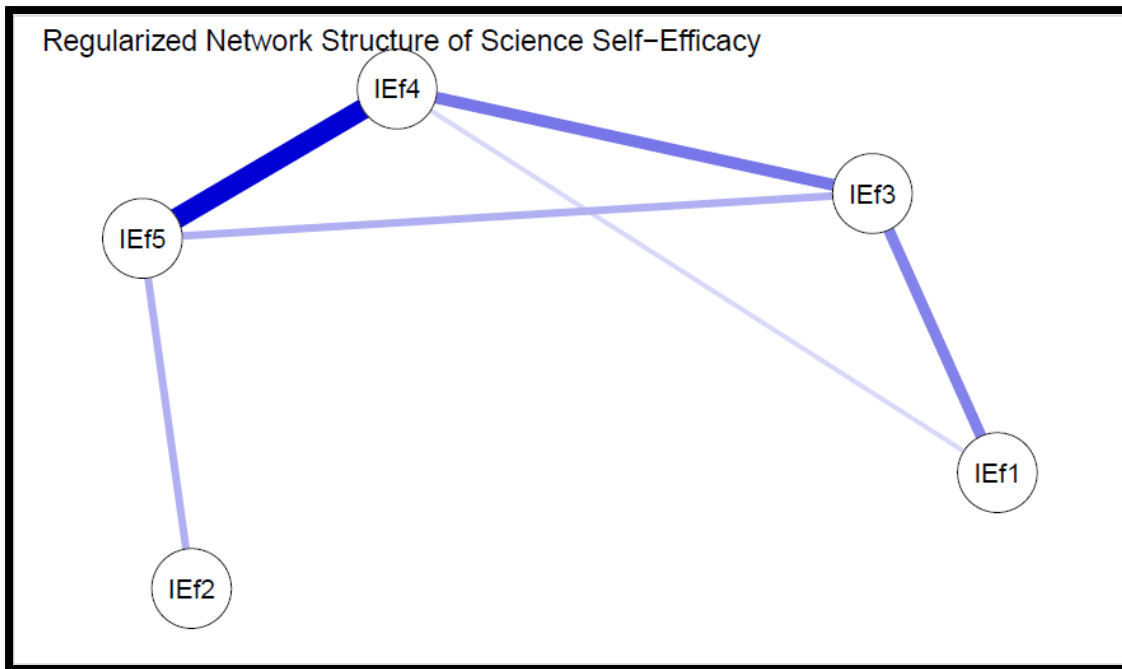 Regularized Network Structure of Science Self−Efficacy
IEf4
IEf3
IEf5
IEf1
IEf2